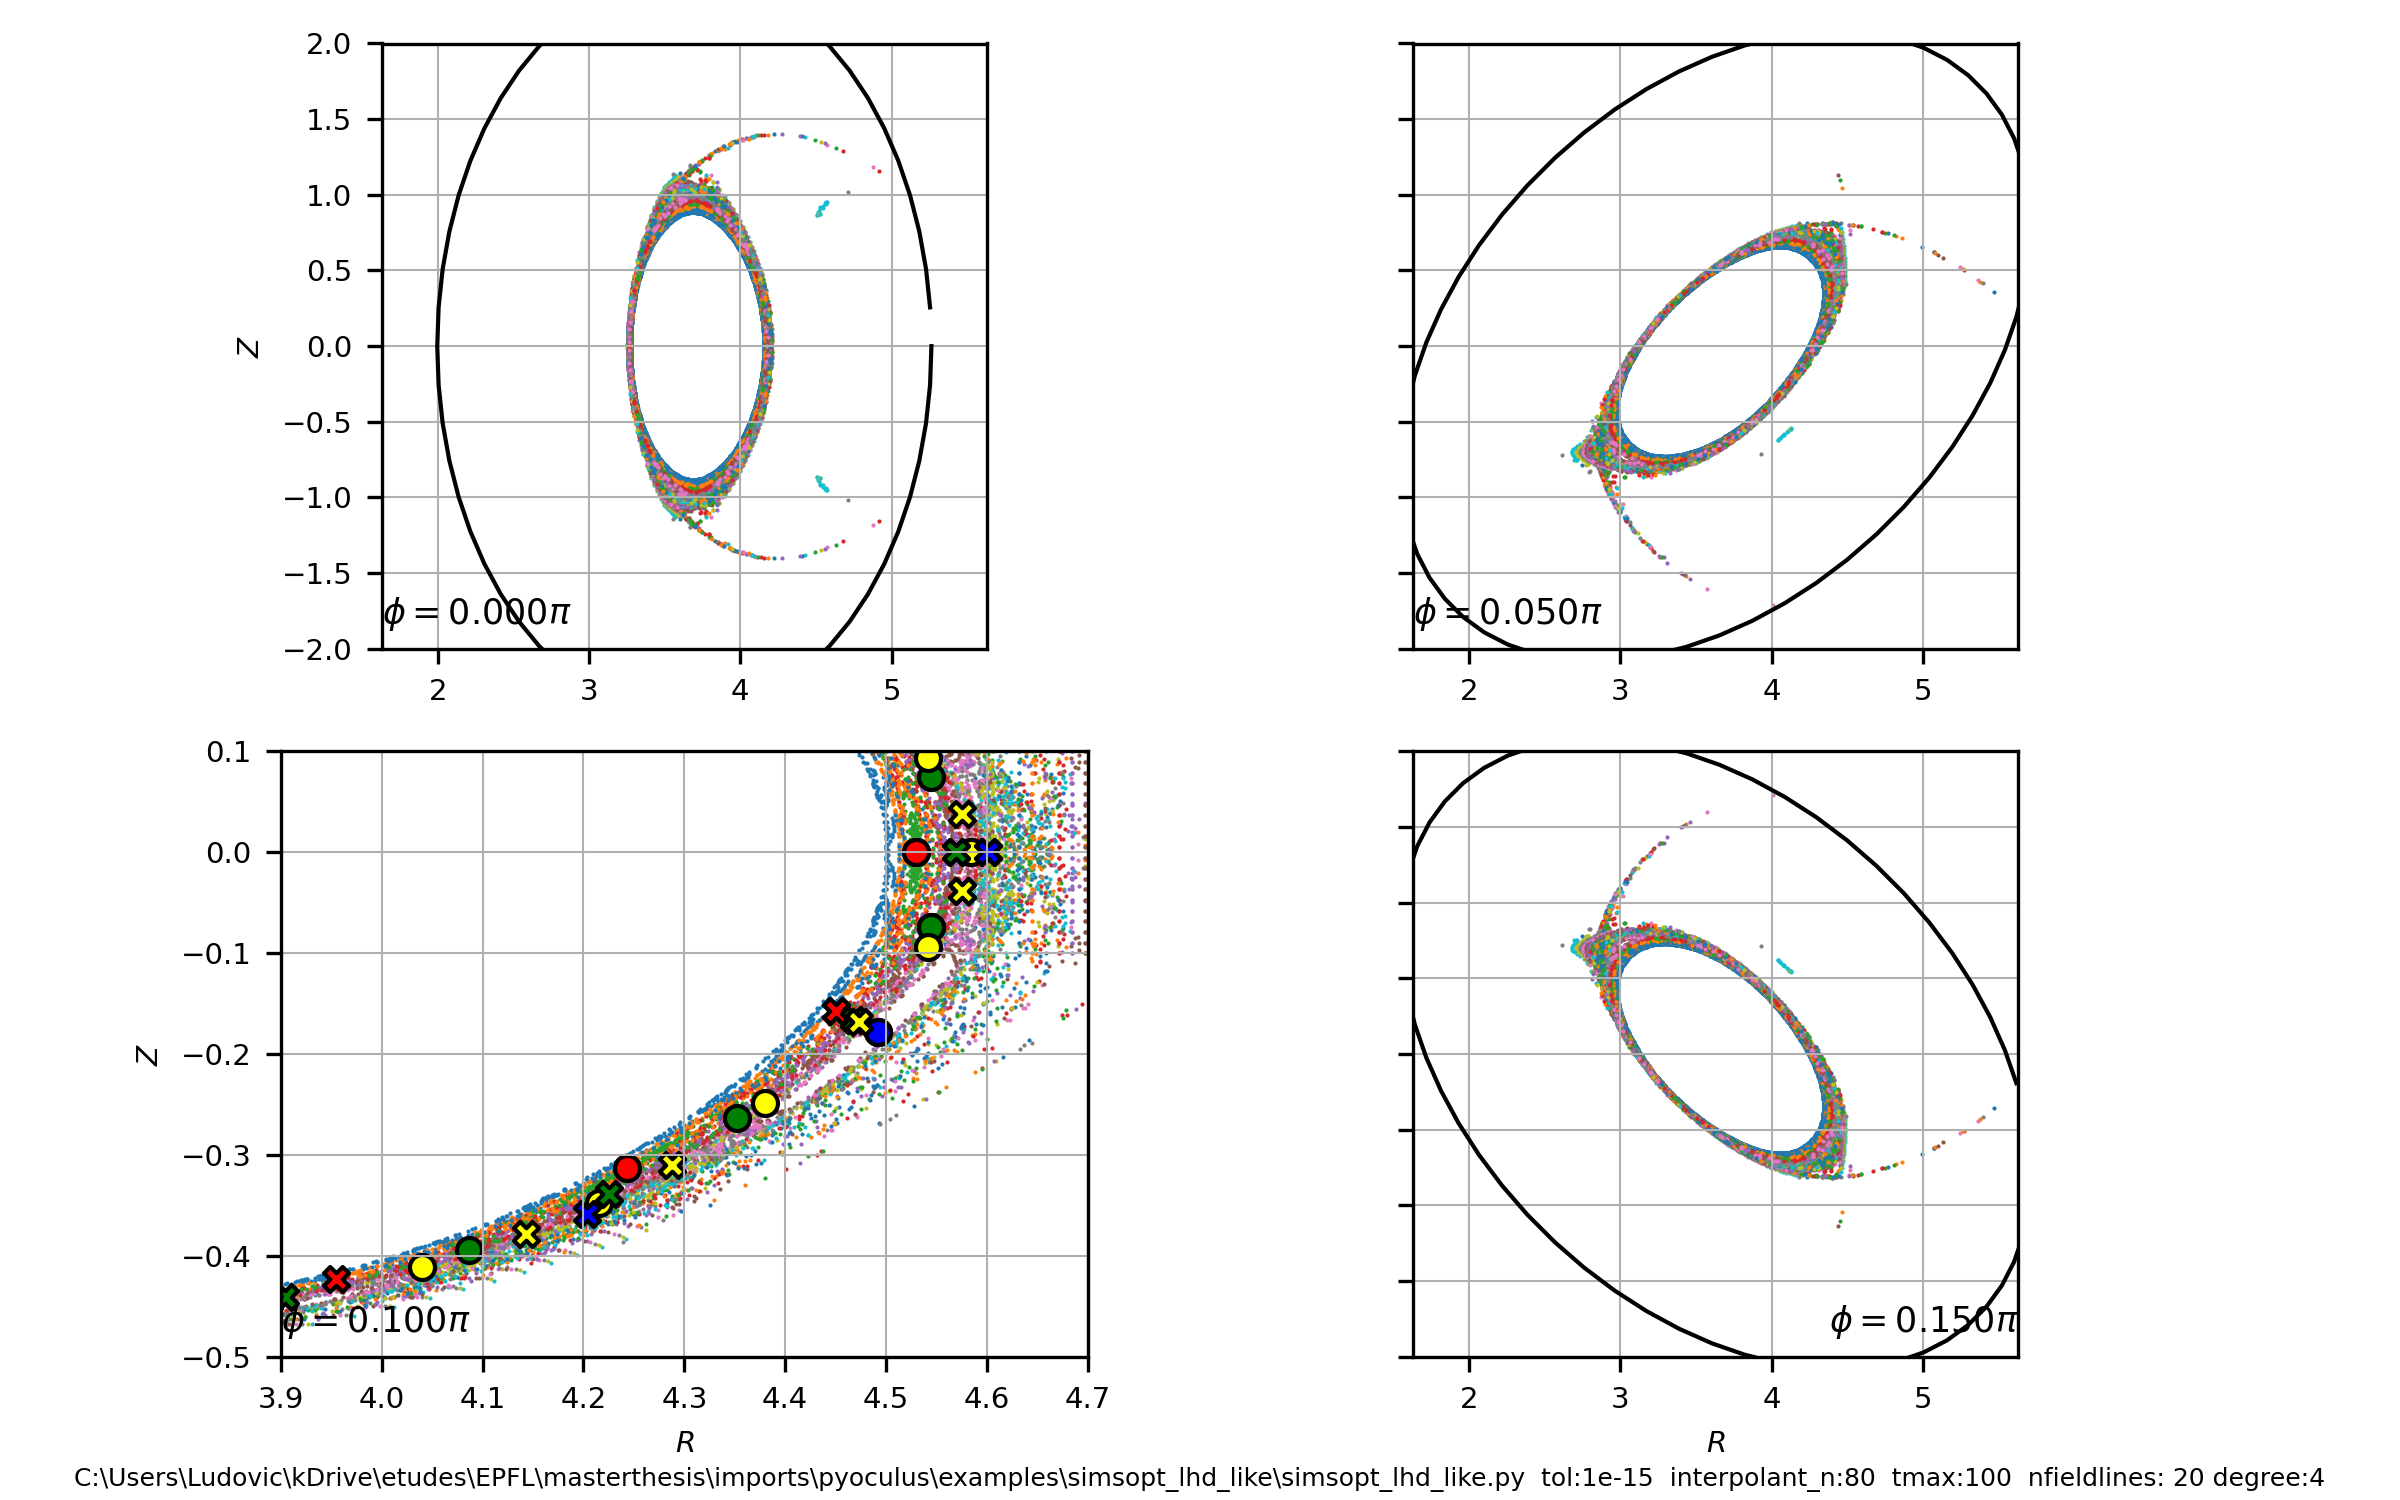 2.0
1.5
1.0
0.5
0.0
−0.5
−1.0
−1.5
−2.0
Z
ϕ = 0.000π
2 3 4 5
ϕ = 0.050π
2 3 4 5
0.1
0.0
−0.1
−0.2
−0.3
−0.4
−0.5
Z
ϕ = 0.100π
3.9 4.0 4.1 4.2 4.3 4.4 4.5 4.6 4.7
R
ϕ = 0.150π
2 3 4 5
R
C:\Users\Ludovic\kDrive\etudes\EPFL\masterthesis\imports\pyoculus\examples\simsopt_lhd_like\simsopt_lhd_like.py tol:1e-15 interpolant_n:80 tmax:100 nfieldlines: 20 degree:4